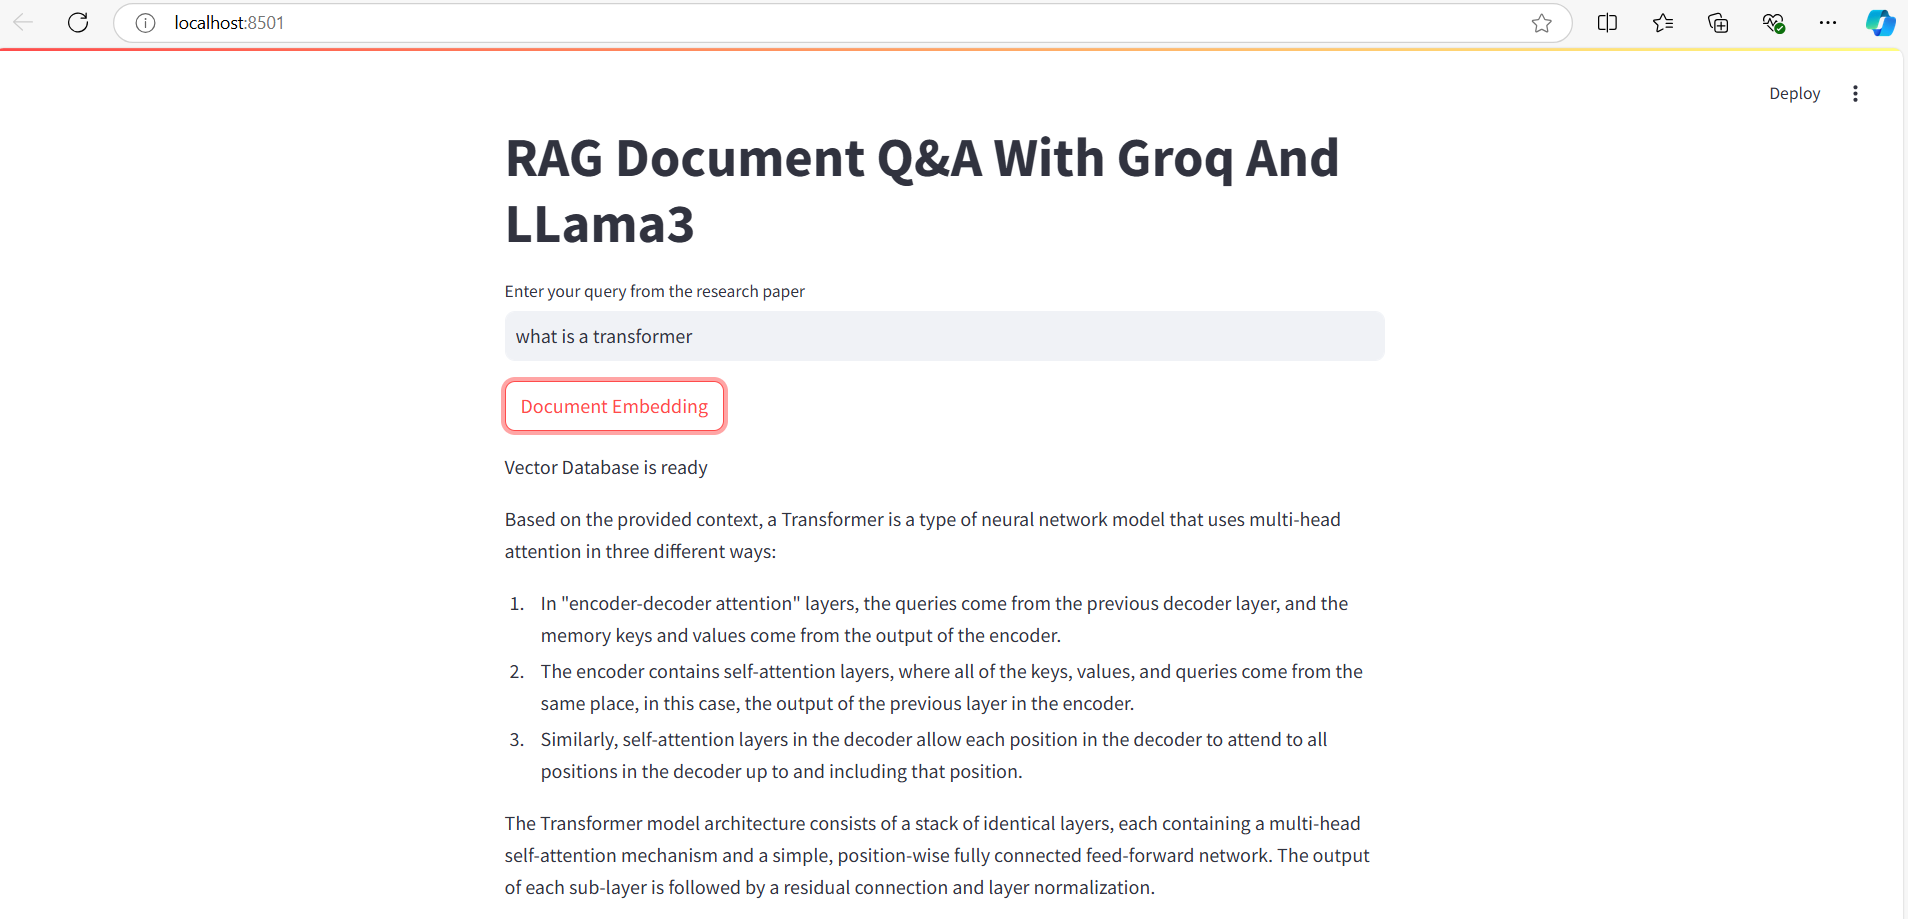 localhost:8501
Deploy
RAG Document Q&A With Groq And
LLama3
Enter your query from the research paper
what is a transformer
Document Embedding
Vector Database is ready
Based on the provided context, a Transformer is a type of neural network model that uses multi-head
attention in three different ways:
1. In "encoder-decoder attention" layers, the queries come from the previous decoder layer, and the
memory keys and values come from the output of the encoder.
2. The encoder contains self-attention layers, where all of the keys, values, and queries come from the
same place, in this case, the output of the previous layer in the encoder.
3. Similarly, self-attention layers in the decoder allow each position in the decoder to attend to all
positions in the decoder up to and including that position.
The Transformer model architecture consists of a stack of identical layers, each containing a multi-head
self-attention mechanism and a simple, position-wise fully connected feed-forward network. The output
of each sub-layer is followed by a residual connection and layer normalization.